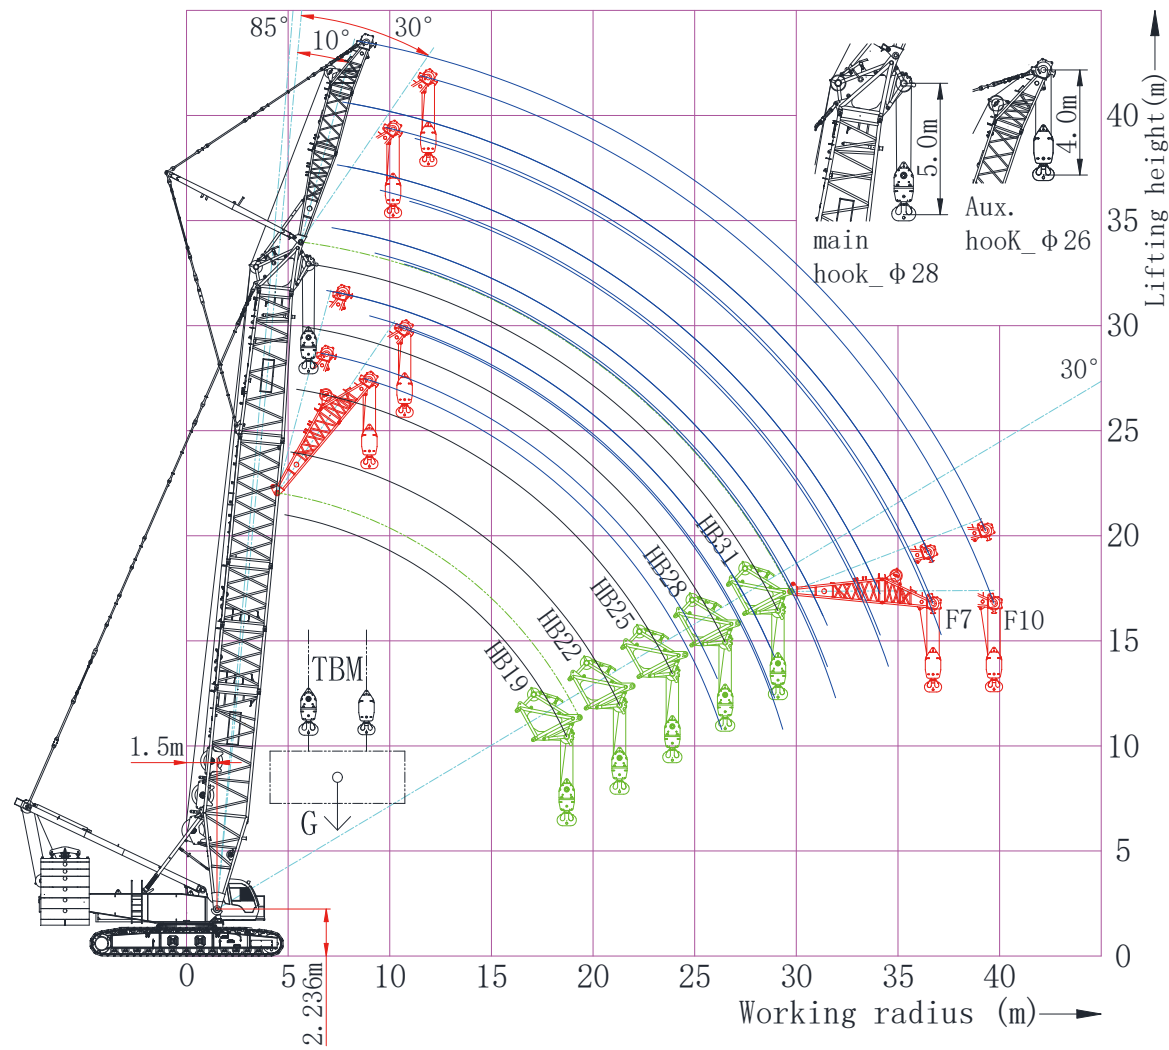 85°
30°
10°
40
35
30
25
20
15
10
5
0
Lifting height(m)
5.0m
4.0m
main
hook_ϕ28
Aux.
hooK_ϕ26
30°
HB31
HB28
HB25
HB22
HB19
F7
F10
TBM
1.5m
G
0
5
10
15
20
25
30
35
40
2.236m
Working radius (m)